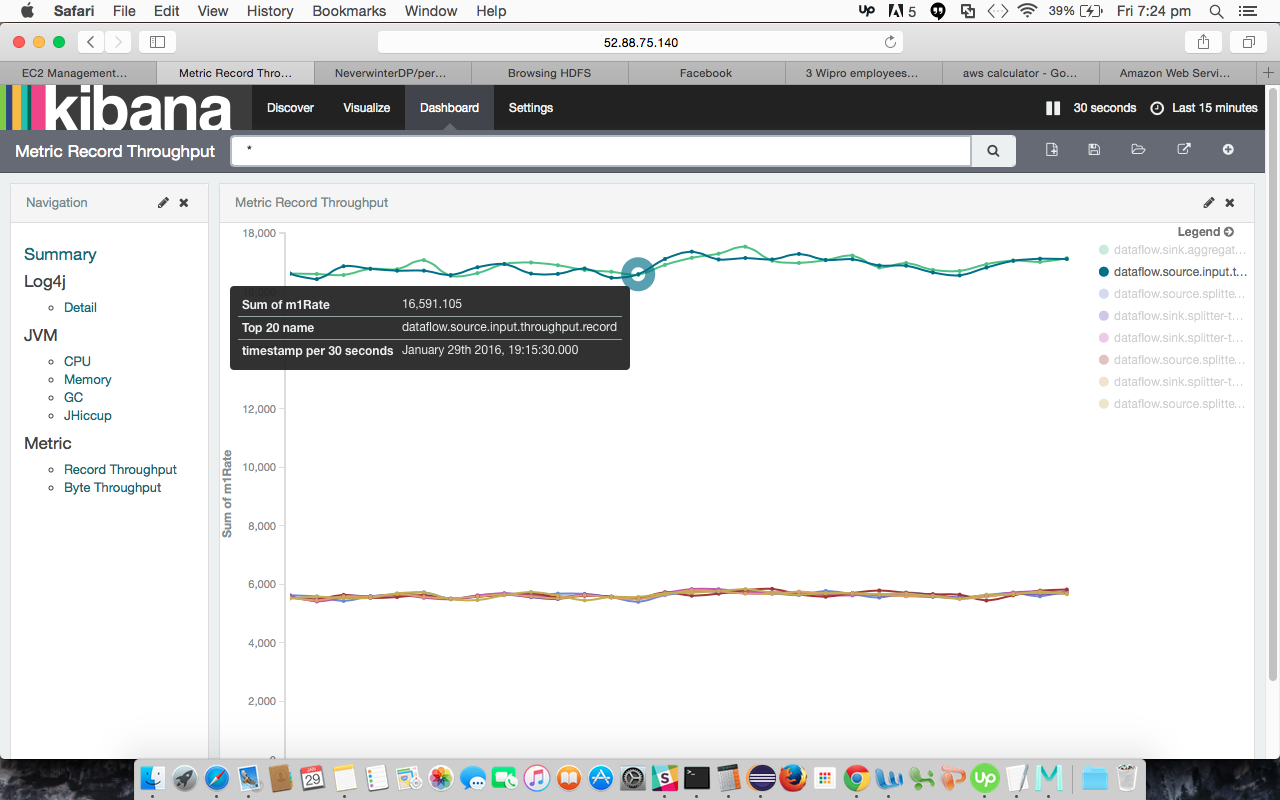 Safari File Edit View History Bookmarks Window Help
up 5 39% Fri 7:24 pm
52.88.75.140
EC2 Management... Metric Record Thro... NeverwinterDP/per... Browsing HDFS Facebook 3 Wipro employees... aws calculator - Go... Amazon Web Servi...
kibana Discover Visualize Dashboard Settings 30 seconds Last 15 minutes
Metric Record Throughput *
Navigation
Summary
Log4j
Detail
JVM
CPU
Memory
GC
JHiccup
Metric
Record Throughput
Byte Throughput
Metric Record Throughput
Legend
dataflow.sink.aggregat...
dataflow.source.input.t...
dataflow.source.splitte...
dataflow.sink.splitter-t...
dataflow.sink.splitter-t...
dataflow.source.splitte...
dataflow.sink.splitter-t...
dataflow.source.splitte...
18,000
Sum of m1Rate 16,591.105
Top 20 name dataflow.source.input.throughput.record
timestamp per 30 seconds January 29th 2016, 19:15:30.000
12,000
10,000
8,000
6,000
4,000
2,000
Sum of m1Rate
JAN
29
Up